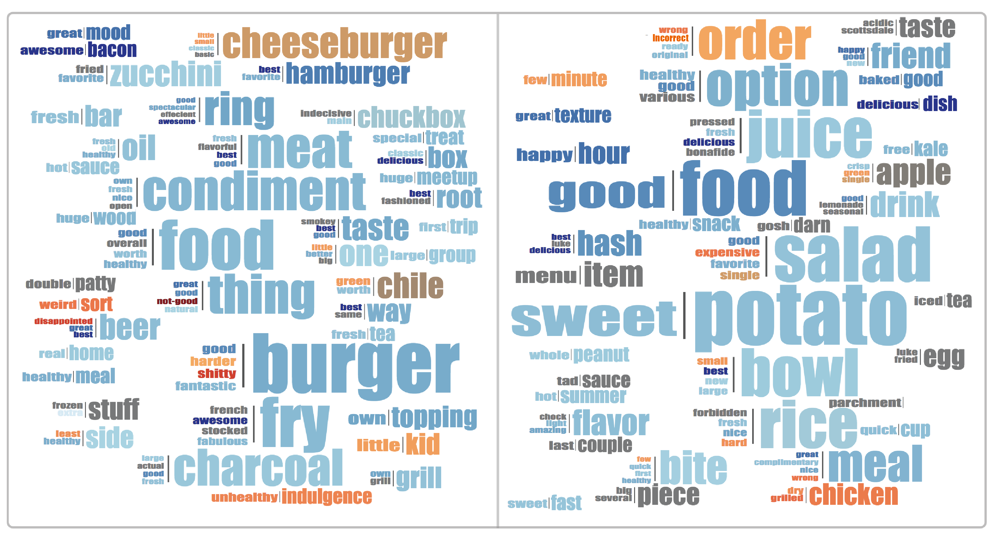 great mood
awesome bacon
little
small
classic
basic
cheeseburger
fried
favorite
zucchini
best
favorite
hamburger
fresh bar
good
spectacular
effecient
awesome
ring
indecisive
main
chuckbox
fresh
old
healthy
oil
fresh
flavorful
best
good
meat
special treat
classic
delicious
box
hot sauce
own
fresh
nice
open
condiment
huge meetup
best
fashioned
root
huge wood
good
overall
worth
healthy
food
smokey
best
good
taste
first trip
little
better
big
one
large group
double patty
great
good
not-good
natural
thing
green
worth
chile
weird sort
best
same
way
disappointed
great
best
beer
fresh tea
real home
good
harder
shitty
fantastic
burger
healthy meal
frozen
extra
stuff
french
awesome
stocked
fabulous
fry
own topping
least
healthy
side
little kid
large
actual
good
fresh
charcoal
own
grill
grill
unhealthy indulgence
wrong
Incorrect
ready
original
order
acidic
scottsdale
taste
happy
good
new
friend
few minute
healthy
good
various
option
baked good
delicious dish
great texture
pressed
fresh
delicious
bonafide
juice
happy hour
free kale
good food
crisp
green
single
apple
good
lemonade
seasonal
drink
healthy snack
gosh darn
best
luke
delicious
hash
good
expensive
favorite
single
salad
menu item
sweet potato
iced tea
whole peanut
small
best
new
large
bowl
luke
fried
egg
tad sauce
hot summer
parchment
chock
light
amazing
flavor
forbidden
fresh
nice
hard
rice
quick cup
last couple
few
quick
first
healthy
bite
great
complimentary
nice
wrong
meal
big
several
piece
dry
grilled
chicken
sweet fast